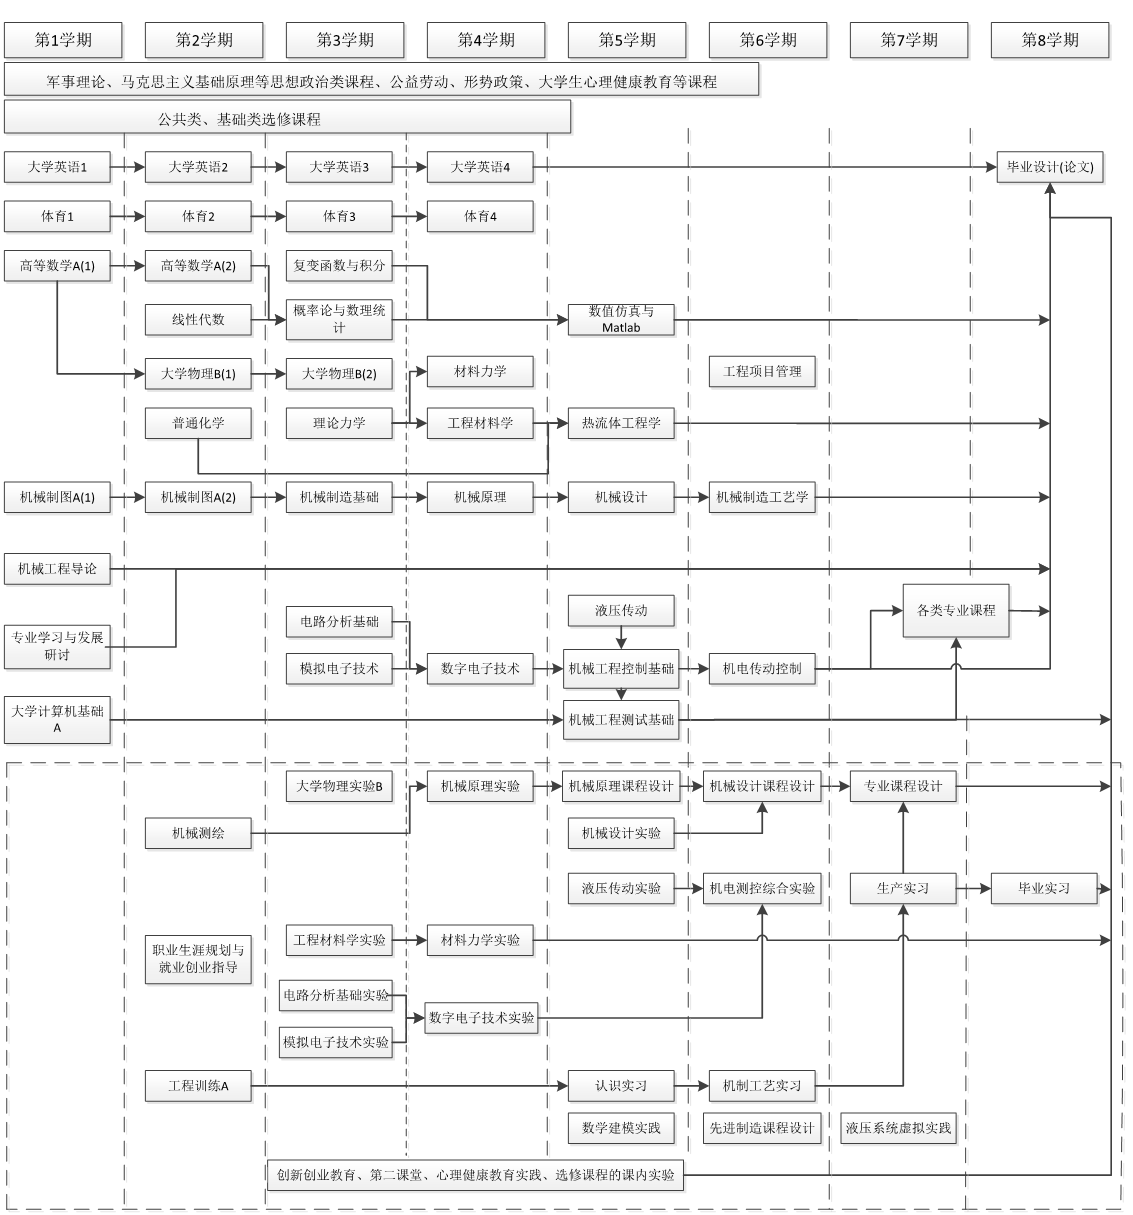 第1学期
第2学期
第3学期
第4学期
第5学期
第6学期
第7学期
第8学期
军事理论、马克思主义基础原理等思想政治类课程、公益劳动、形势政策、大学生心理健康教育等课程
公共类、基础类选修课程
大学英语1
大学英语2
大学英语3
大学英语4
毕业设计(论文)
体育1
体育2
体育3
体育4
高等数学A(1)
高等数学A(2)
复变函数与积分
线性代数
概率论与数理统
计
数值仿真与
Matlab
大学物理B(1)
大学物理B(2)
材料力学
工程项目管理
普通化学
理论力学
工程材料学
热流体工程学
机械制图A(1)
机械制图A(2)
机械制造基础
机械原理
机械设计
机械制造工艺学
机械工程导论
专业学习与发展
研讨
电路分析基础
液压传动
各类专业课程
模拟电子技术
数字电子技术
机械工程控制基础
机电传动控制
大学计算机基础
A
机械工程测试基础
大学物理实验B
机械原理实验
机械原理课程设计
机械设计课程设计
专业课程设计
机械测绘
机械设计实验
液压传动实验
机电测控综合实验
生产实习
毕业实习
职业生涯规划与
就业创业指导
工程材料学实验
材料力学实验
电路分析基础实验
模拟电子技术实验
数字电子技术实验
工程训练A
认识实习
机制工艺实习
数学建模实践
先进制造课程设计
液压系统虚拟实践
创新创业教育、第二课堂、心理健康教育实践、选修课程的课内实验